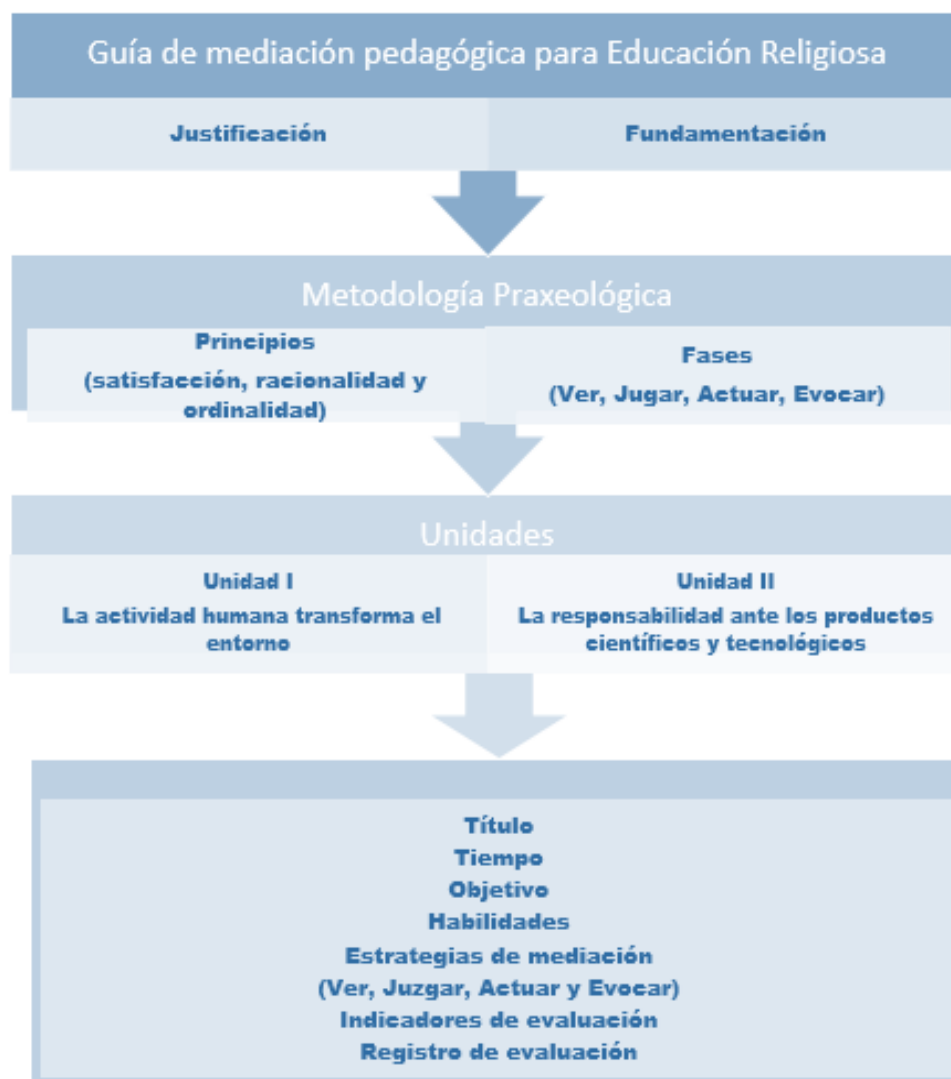 Guía de mediación pedagógica para Educación Religiosa
Justificación
Fundamentación
Metodología Praxeológica
Principios
(satisfacción, racionalidad y
ordinalidad)
Fases
(Ver, Jugar, Actuar, Evocar)
Unidades
Unidad I
La actividad humana transforma el
entorno
Unidad II
La responsabilidad ante los productos
científicos y tecnológicos
Título
Tiempo
Objetivo
Habilidades
Estrategias de mediación
(Ver, Juzgar, Actuar y Evocar)
Indicadores de evaluación
Registro de evaluación